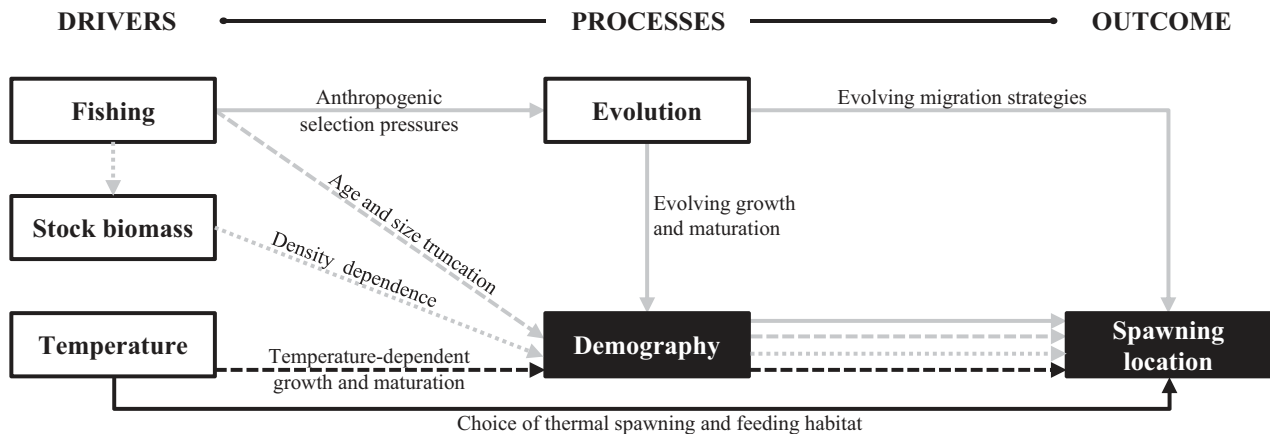 DRIVERS
PROCESSES
OUTCOME
Fishing
Anthropogenic
selection pressures
Evolution
Evolving migration strategies
Stock biomass
Age and size truncation
Evolving growth
and maturation
Density dependence
Temperature
Temperature-dependent
growth and maturation
Demography
Spawning
location
Choice of thermal spawning and feeding habitat